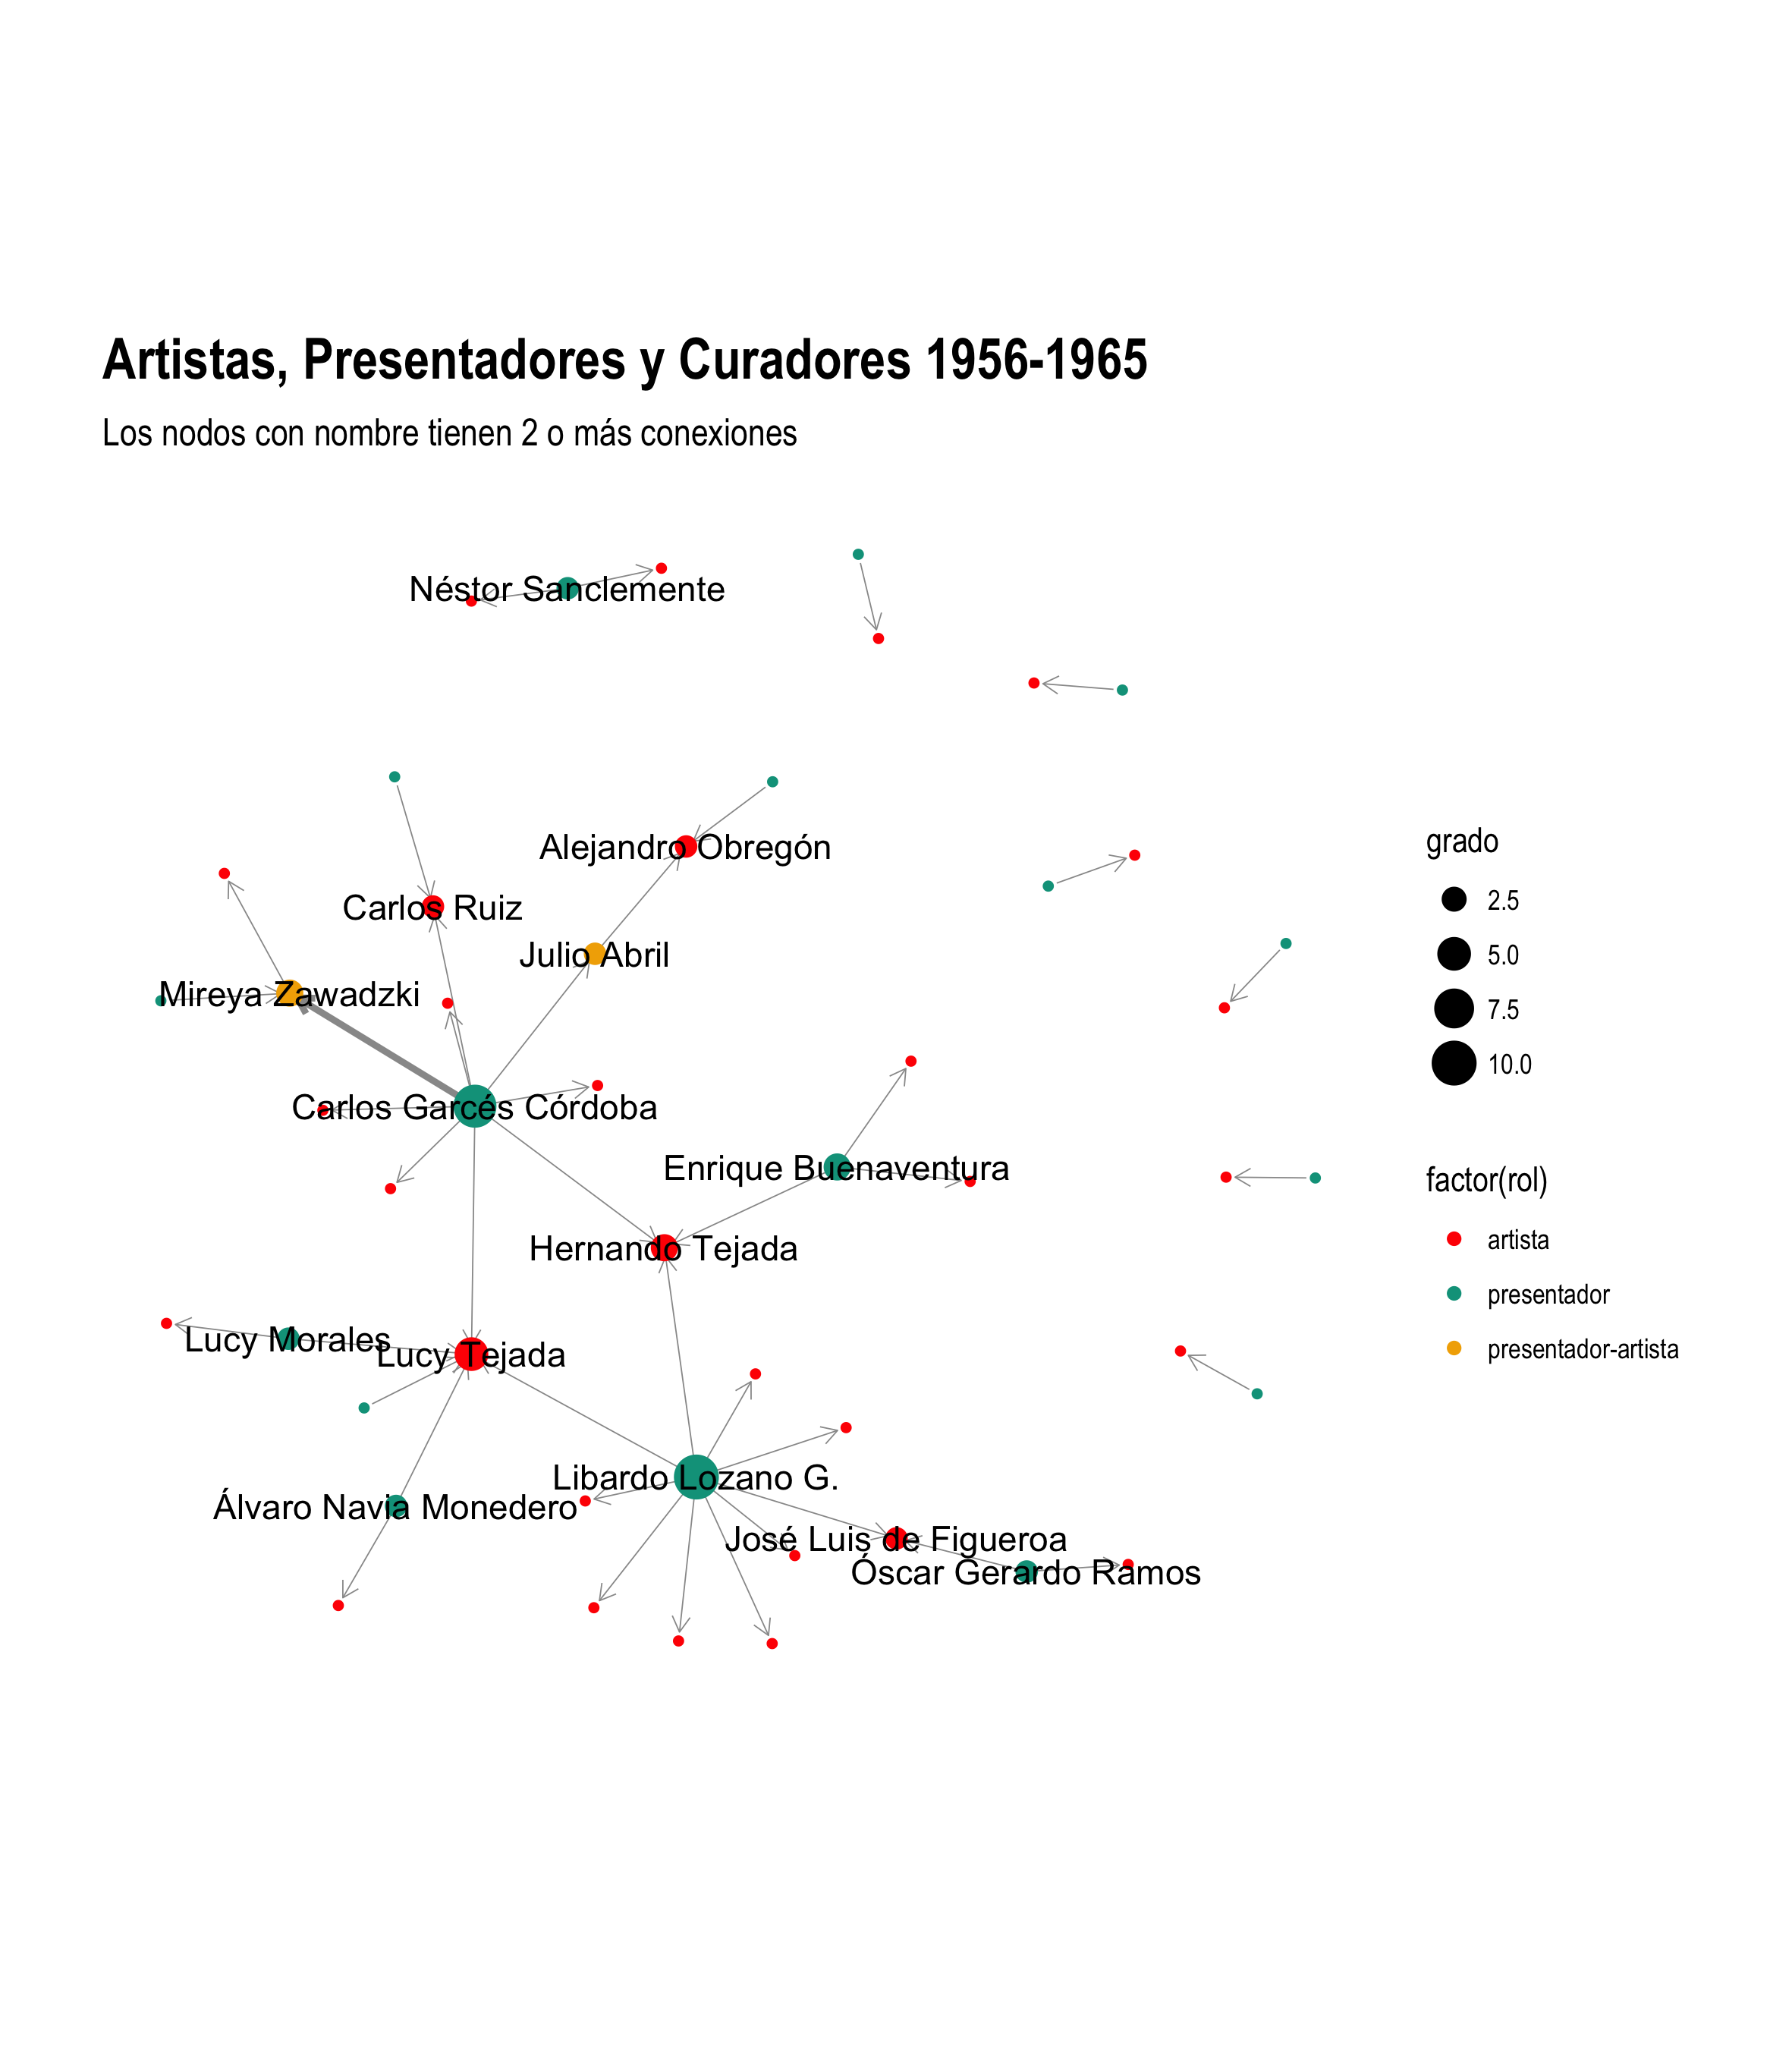 Artistas, Presentadores y Curadores 1956-1965
Los nodos con nombre tienen 2 o más conexiones
Néstor Sanclemente
Alejandro Obregón
Carlos Ruiz
Julio Abril
Mireya Zawadzki
Carlos Garcés Córdoba
Enrique Buenaventura
Hernando Tejada
Lucy Morales
Lucy Tejada
Libardo Lozano G.
Álvaro Navia Monedero
José Luis de Figueroa
Óscar Gerardo Ramos
grado
2.5
5.0
7.5
10.0
factor(rol)
artista
presentador
presentador-artista